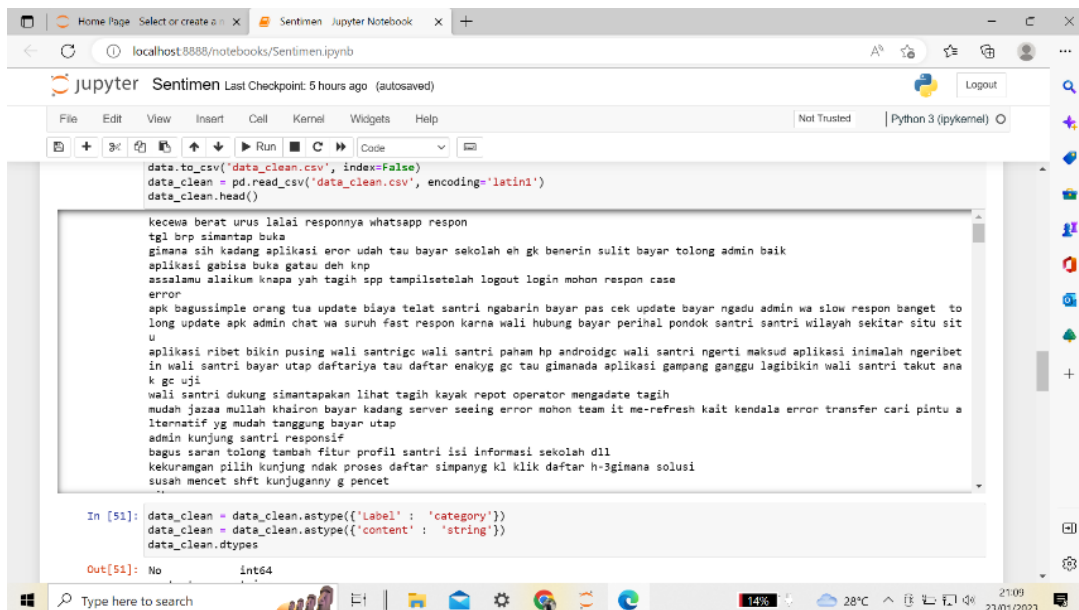 Home Page Select or create a n
Sentimen Jupyter Notebook
localhost:8888/notebooks/Sentimen.ipynb
jupyter Sentimen Last Checkpoint: 5 hours ago (autosaved)
Logout
File Edit View Insert Cell Kernel Widgets Help
Not Trusted
Python 3 (ipykernel)
Run
Code
data.to_csv('data_clean.csv', index=False)
data_clean = pd.read_csv('data_clean.csv', encoding='latin1')
data_clean.head()
kecewa berat urus lalai responnya whatsapp respon
tgl brp simantap buka
gimana sih kadang aplikasi eror udah tau bayar sekolah eh gk benerin sulit bayar tolong admin baik
aplikasi gabisa buka gatau deh knp
assalamu alaikum knapa yah tagih spp tampilsetelah logout login mohon respon case
error
apk bagussimple orang tua update biaya telat santri ngabarin bayar pas cek update bayar ngadu admin wa slow respon banget to
long update apk admin chat wa suruh fast respon karna wali hubung bayar perihal pondok santri santri wilayah sekitar situ sit
u
aplikasi ribet bikin pusing wali santrigc wali santri paham hp androidgc wali santri ngerti maksud aplikasi inimalah ngeribet
in wali santri bayar utap daftariya tau daftar enakyg gc tau gimanada aplikasi gampang ganggu lagibikin wali santri takut ana
k gc uji
wali santri dukung simantapakan lihat tagih kayak repot operator mengadate tagih
mudah jazaa mullah khairon bayar kadang server seeing error mohon team it me-refresh kait kendala error transfer cari pintu a
lternatif yg mudah tanggung bayar utap
admin kunjung santri responsif
bagus saran tolong tambah fitur profil santri isi informasi sekolah dll
kekuramgan pilih kunjung ndak proses daftar simpanyg kl klik daftar h-3gimana solusi
susah mencet shft kunjuganny g pencet
In [51]: data_clean = data_clean.astype({'Label' : 'category'})
data_clean = data_clean.astype({'content' : 'string'})
data_clean.dtypes
Out[51]: No int64
Type here to search
14%
28°C
21:09
23/01/2023